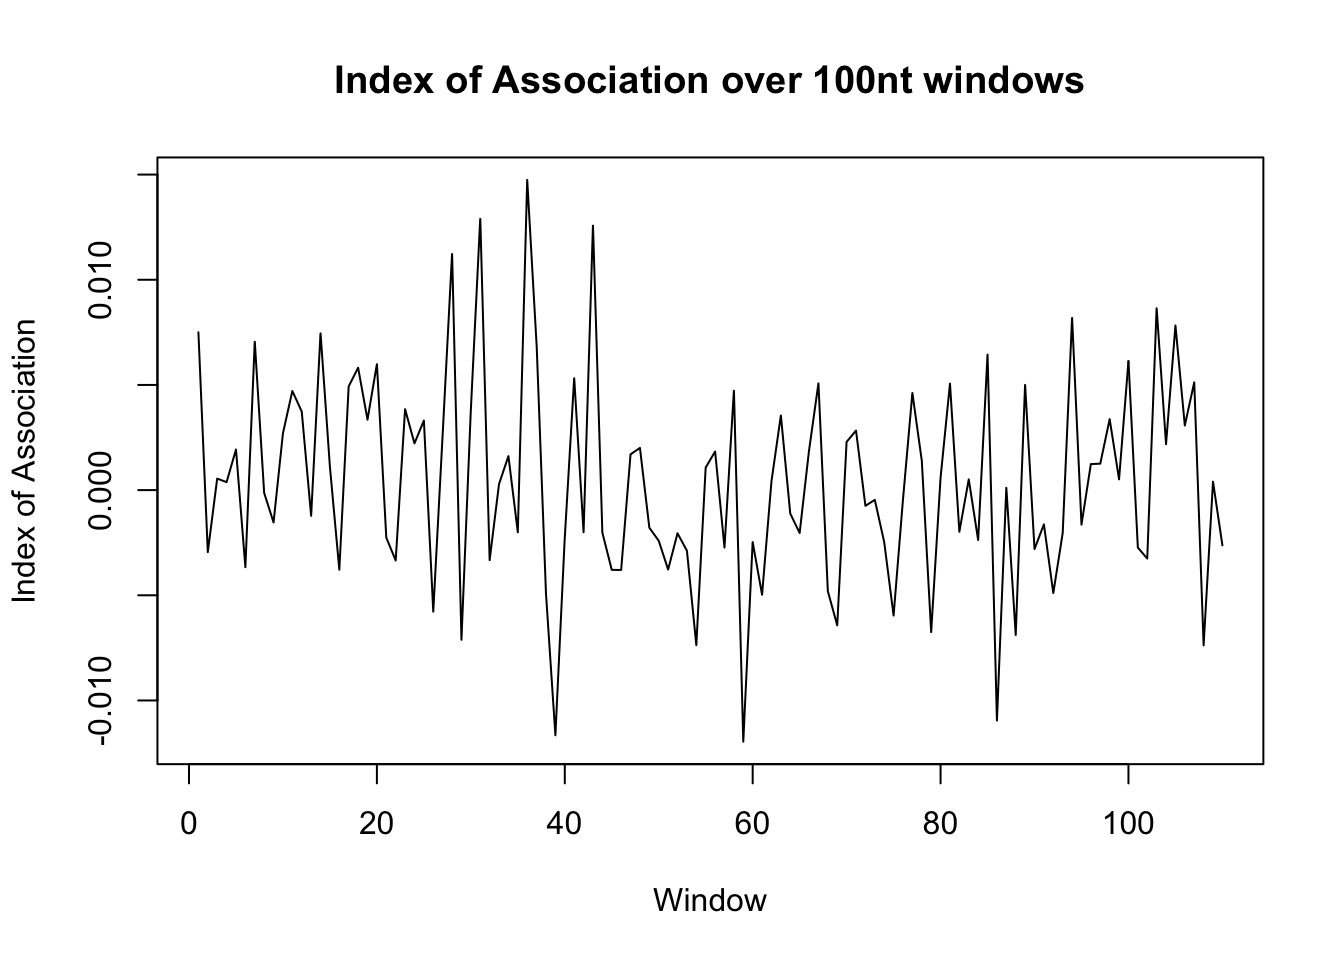 Index of Association over 100nt windows
Index of Association
0.010
0.000
-0.010
0 20 40 60 80 100
Window